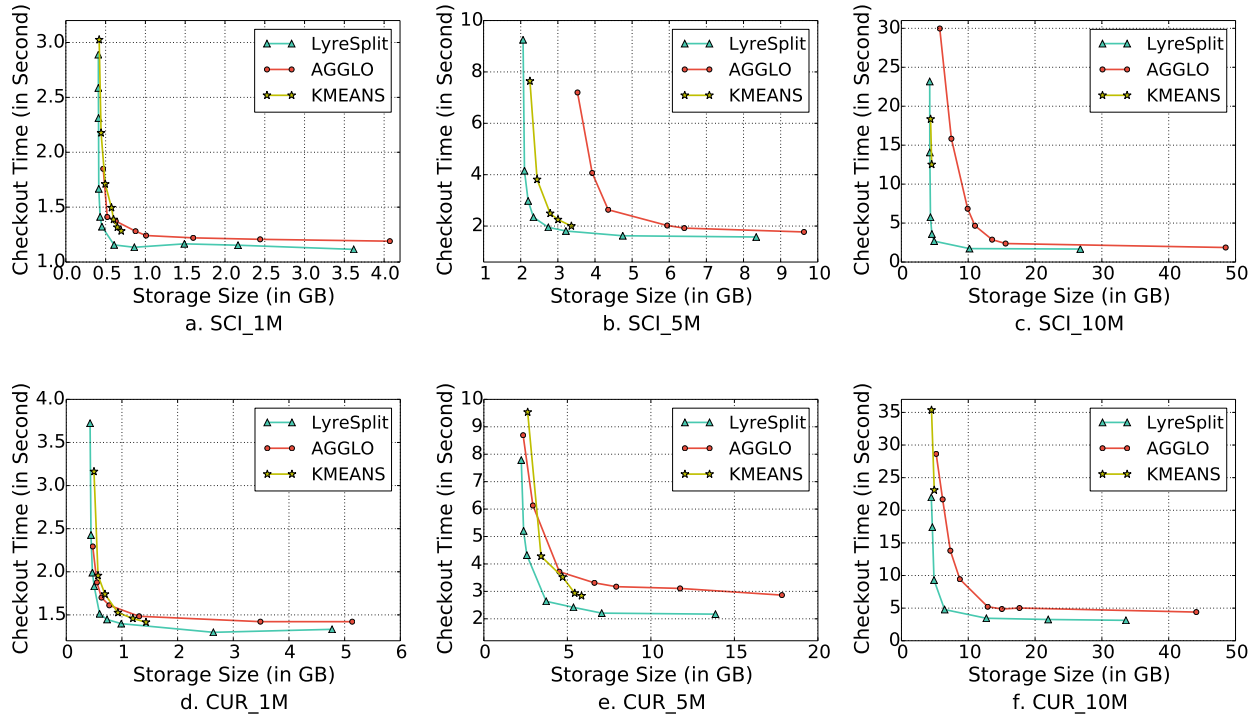 Checkout Time (in Second)
3.0
2.5
2.0
1.5
1.0
0.0 0.5 1.0 1.5 2.0 2.5 3.0 3.5 4.0
LyreSplit
AGGLO
KMEANS
Storage Size (in GB)
a. SCI_1M
Checkout Time (in Second)
10
8
6
4
2
1 2 3 4 5 6 7 8 9 10
LyreSplit
AGGLO
KMEANS
Storage Size (in GB)
b. SCI_5M
Checkout Time (in Second)
30
25
20
15
10
5
0
0 10 20 30 40 50
LyreSplit
AGGLO
KMEANS
Storage Size (in GB)
c. SCI_10M
Checkout Time (in Second)
4.0
3.5
3.0
2.5
2.0
1.5
0 1 2 3 4 5 6
LyreSplit
AGGLO
KMEANS
Storage Size (in GB)
d. CUR_1M
Checkout Time (in Second)
10
9
8
7
6
5
4
3
2
0 5 10 15 20
LyreSplit
AGGLO
KMEANS
Storage Size (in GB)
e. CUR_5M
Checkout Time (in Second)
35
30
25
20
15
10
5
0
0 10 20 30 40 50
LyreSplit
AGGLO
KMEANS
Storage Size (in GB)
f. CUR_10M